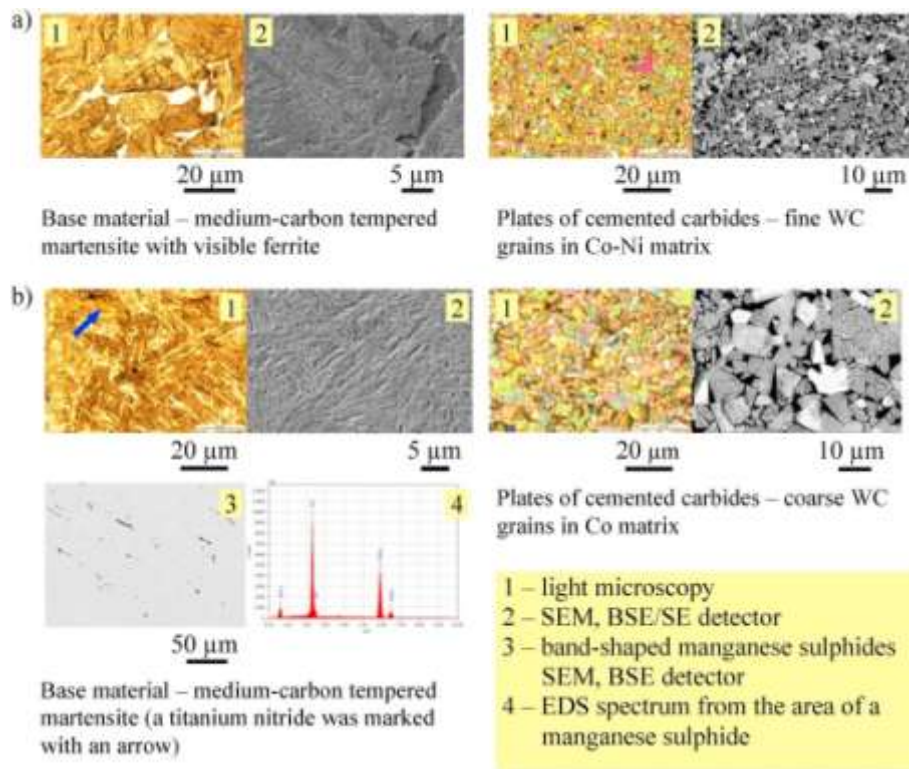 a)
1
2
1
2
20 µm
5 µm
20 µm
10 µm
Base material – medium-carbon tempered
martensite with visible ferrite
Plates of cemented carbides – fine WC
grains in Co-Ni matrix
b)
1
2
1
2
20 µm
5 µm
20 µm
10 µm
3
4
50 µm
Base material – medium-carbon tempered
martensite (a titanium nitride was marked
with an arrow)
Plates of cemented carbides – coarse WC
grains in Co matrix
1 – light microscopy
2 – SEM, BSE/SE detector
3 – band-shaped manganese sulphides
SEM, BSE detector
4 – EDS spectrum from the area of a
manganese sulphide